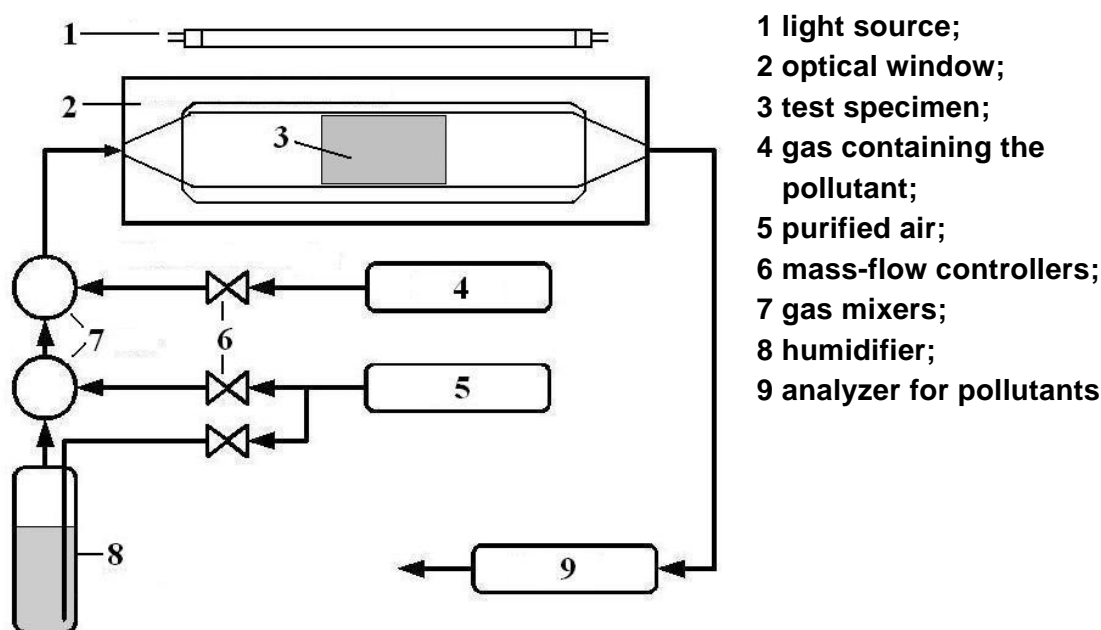 1
2
3
4
5
6
7
8
9
1 light source;
2 optical window;
3 test specimen;
4 gas containing the
pollutant;
5 purified air;
6 mass-flow controllers;
7 gas mixers;
8 humidifier;
9 analyzer for pollutants